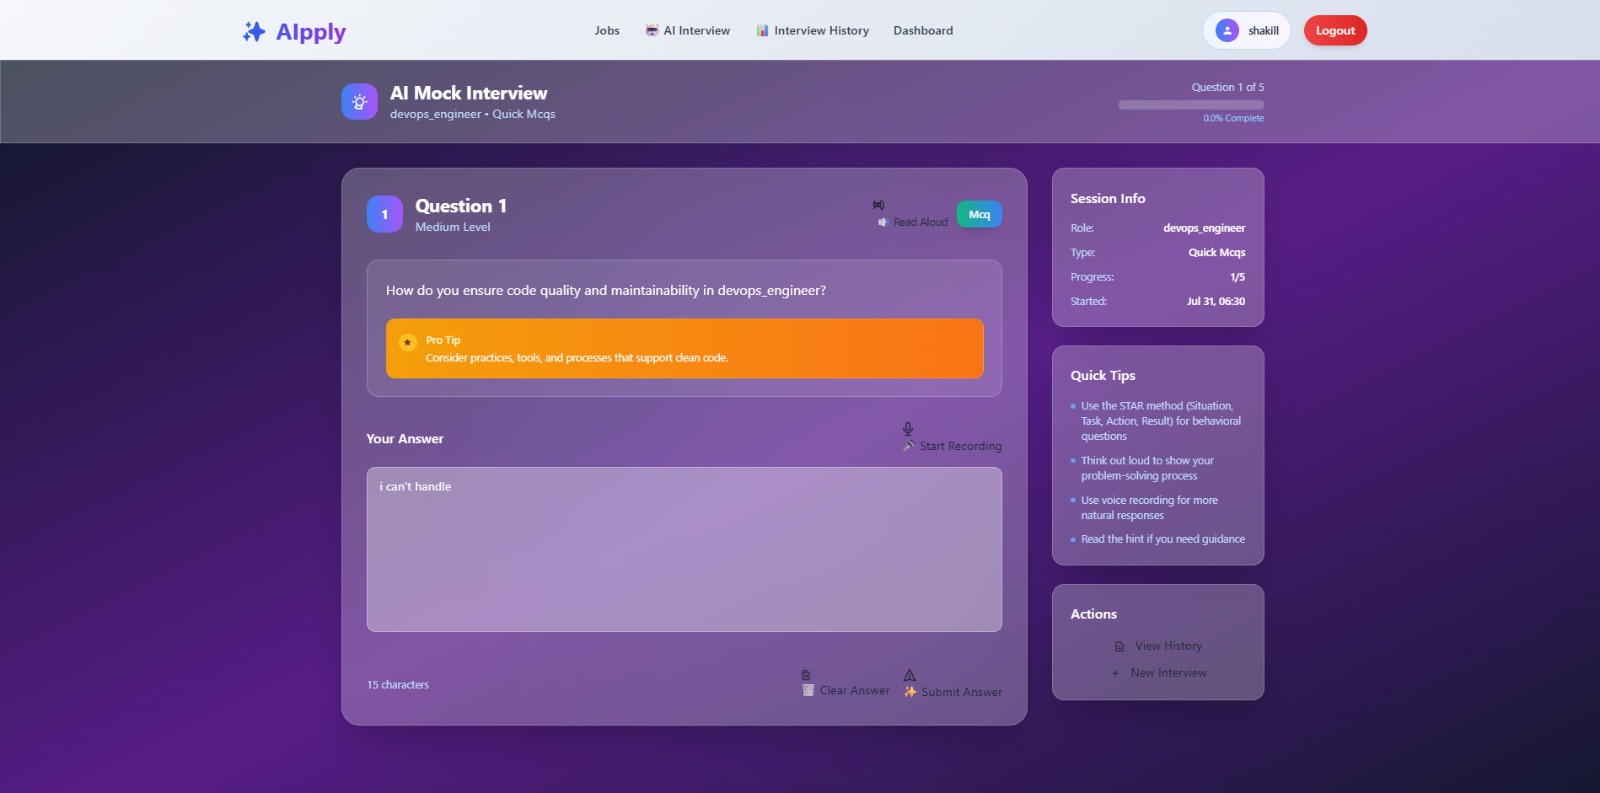 AIpply
Jobs
AI Interview
Interview History
Dashboard
shakill
Logout
AI Mock Interview
devops_engineer • Quick Mcqs
Question 1 of 5
0.0% Complete
1
Question 1
Medium Level
Read Aloud
Mcq
How do you ensure code quality and maintainability in devops_engineer?
Pro Tip
Consider practices, tools, and processes that support clean code.
Your Answer
Start Recording
i can't handle
15 characters
Clear Answer
Submit Answer
Session Info
Role: devops_engineer
Type: Quick Mcqs
Progress: 1/5
Started: Jul 31, 06:30
Quick Tips
Use the STAR method (Situation,
Task, Action, Result) for behavioral
questions
Think out loud to show your
problem-solving process
Use voice recording for more
natural responses
Read the hint if you need guidance
Actions
View History
New Interview